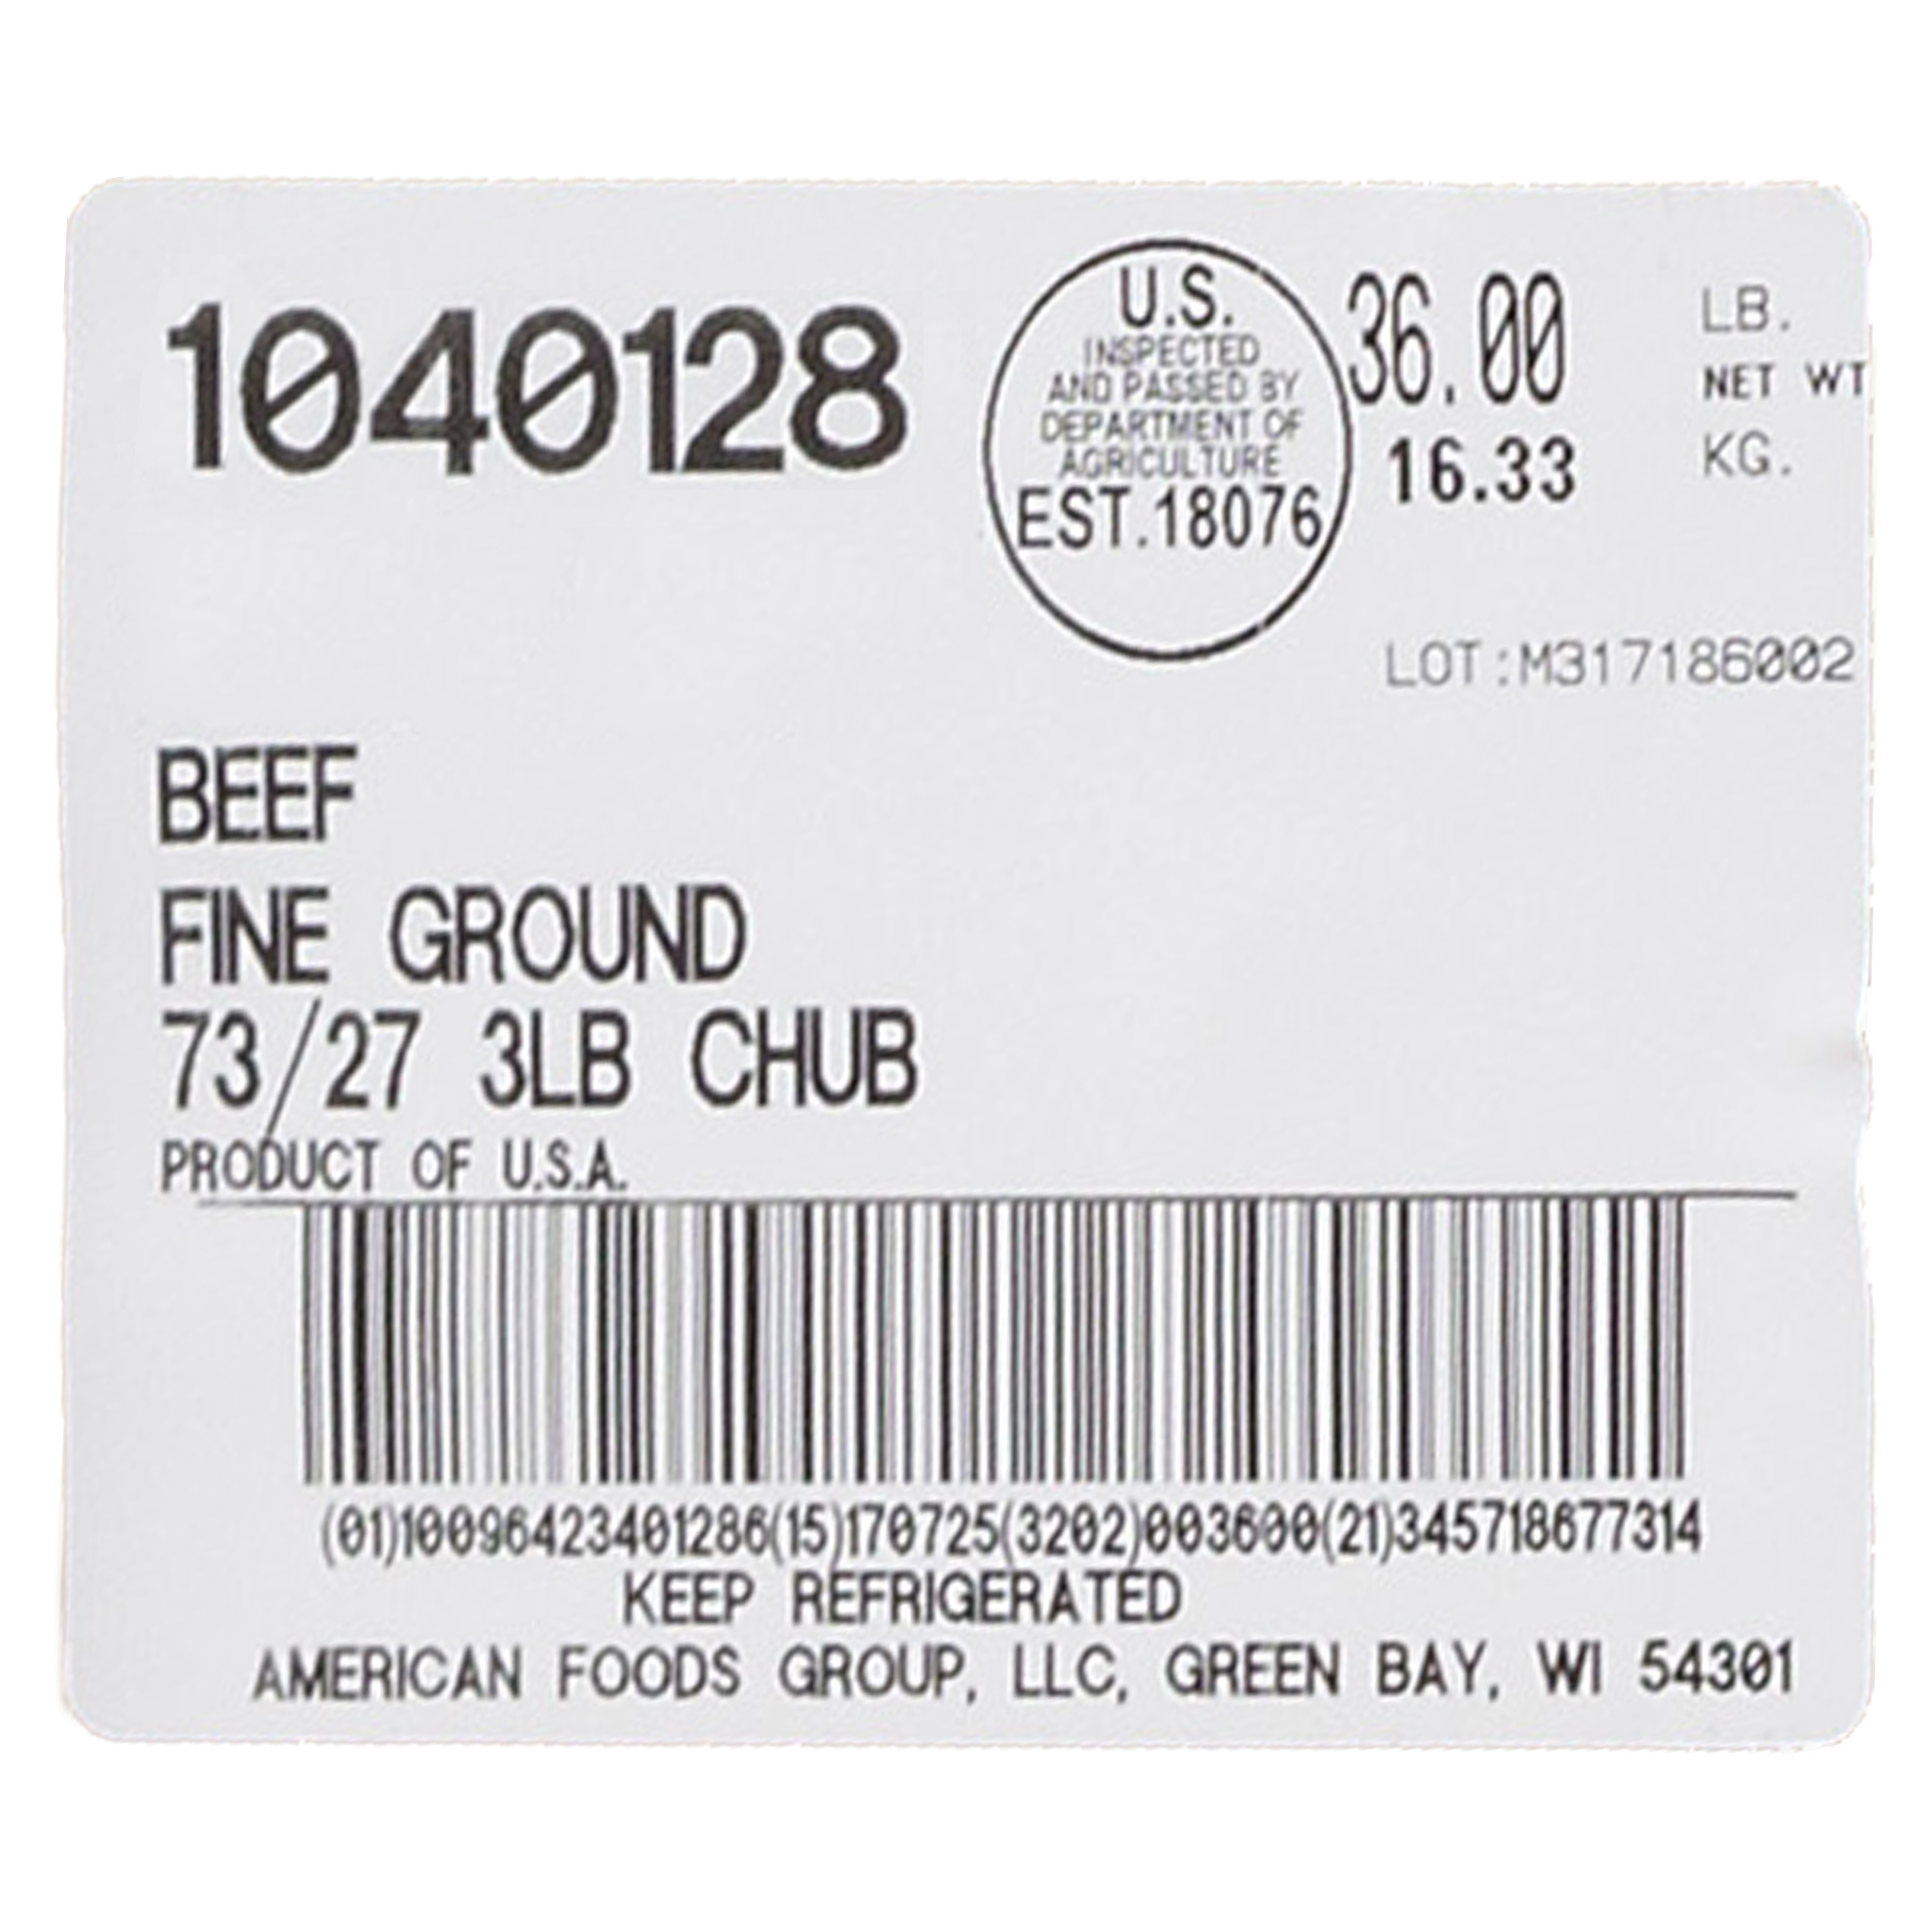 1040128
U.S.
INSPECTED
AND PASSED BY
DEPARTMENT OF
AGRICULTURE
EST.18076
36.00 LB.
NET WT
16.33 KG.
LOT:M317186002
BEEF
FINE GROUND
73/27 3LB CHUB
PRODUCT OF U.S.A.
(01)10096423401286(15)170725(3202)003600(21)345718677314
KEEP REFRIGERATED
AMERICAN FOODS GROUP, LLC, GREEN BAY, WI 54301